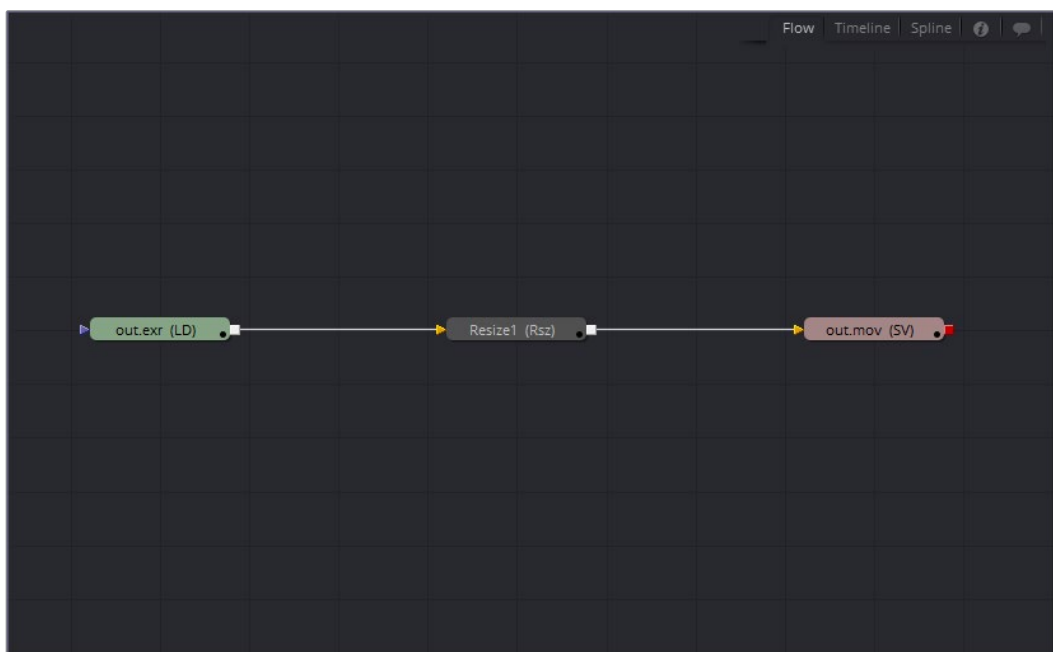 Flow Timeline Spline
out.exr (LD) Resize1 (Rsz) out.mov (SV)